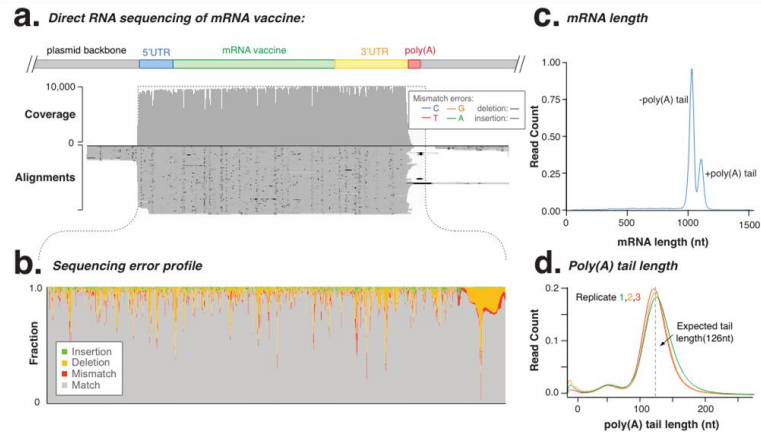 a. Direct RNA sequencing of mRNA vaccine:
plasmid backbone 5'UTR mRNA vaccine 3'UTR poly(A)
10,000
Coverage
0
Alignments
Mismatch errors:
C G deletion:
T A insertion:
b. Sequencing error profile
1.0
Fraction
0
Insertion
Deletion
Mismatch
Match
c. mRNA length
Read Count
1.00
0.75
0.50
0.25
0.00
-poly(A) tail
+poly(A) tail
0 500 1000 1500
mRNA length (nt)
d. Poly(A) tail length
Read Count
0.2
0.1
0.0
Replicate 1,2,3
Expected tail
length(126nt)
0 100 200
poly(A) tail length (nt)